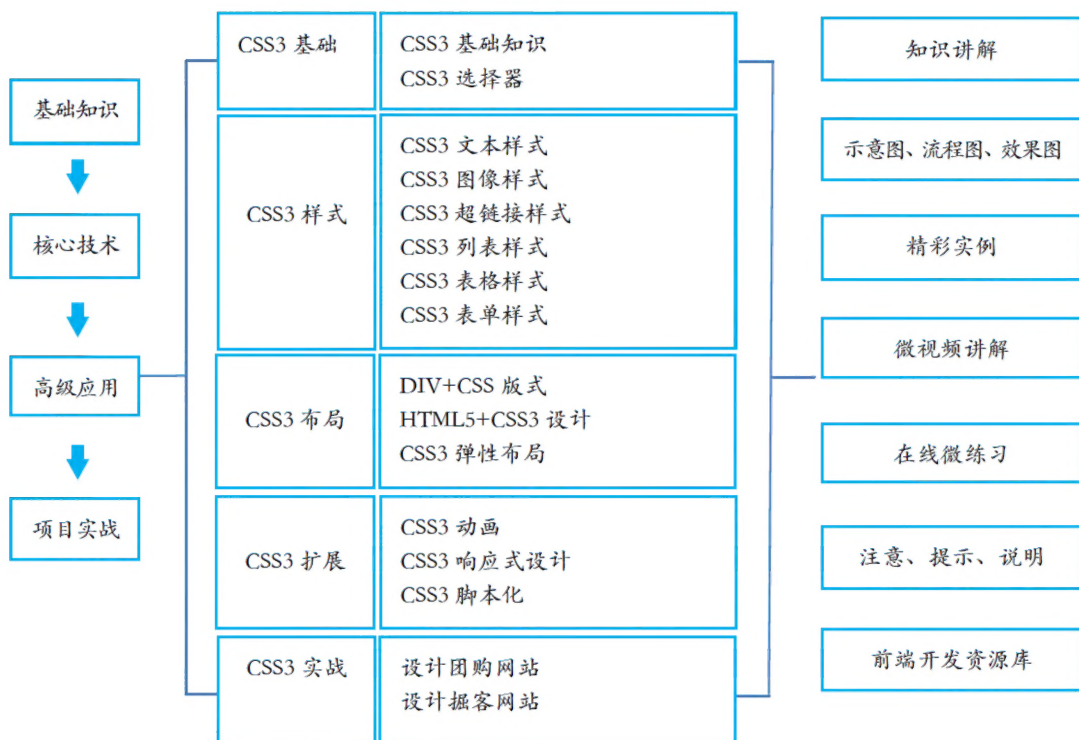 基础知识
核心技术
高级应用
项目实战
CSS3 基础
CSS3 基础知识
CSS3 选择器
CSS3 样式
CSS3 文本样式
CSS3 图像样式
CSS3 超链接样式
CSS3 列表样式
CSS3 表格样式
CSS3 表单样式
CSS3 布局
DIV+CSS 版式
HTML5+CSS3 设计
CSS3 弹性布局
CSS3 扩展
CSS3 动画
CSS3 响应式设计
CSS3 脚本化
CSS3 实战
设计团购网站
设计掘客网站
知识讲解
示意图、流程图、效果图
精彩实例
微视频讲解
在线微练习
注意、提示、说明
前端开发资源库